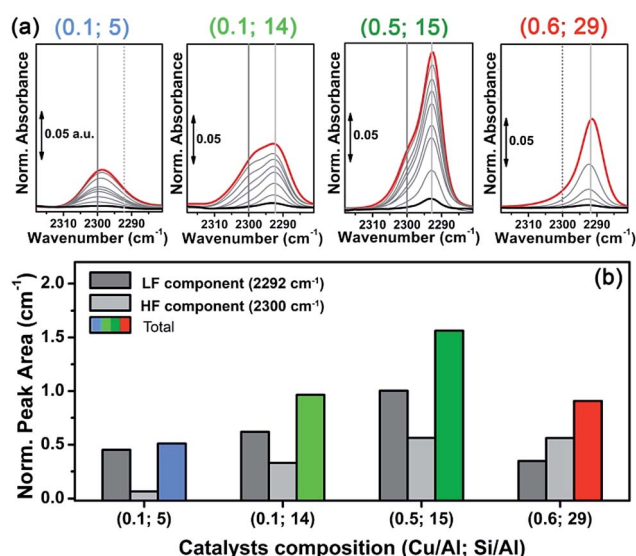 (a) (0.1; 5) (0.1; 14) (0.5; 15) (0.6; 29)
Norm. Absorbance Norm. Absorbance Norm. Absorbance Norm. Absorbance
0.05 a.u. 0.05 0.05 0.05
2310 2300 2290 2310 2300 2290 2310 2300 2290 2310 2300 2290
Wavenumber (cm⁻¹) Wavenumber (cm⁻¹) Wavenumber (cm⁻¹) Wavenumber (cm⁻¹)
(b)
Norm. Peak Area (cm⁻¹)
2.0
1.5
1.0
0.5
0.0
LF component (2292 cm⁻¹)
HF component (2300 cm⁻¹)
Total
(0.1; 5) (0.1; 14) (0.5; 15) (0.6; 29)
Catalysts composition (Cu/Al; Si/Al)